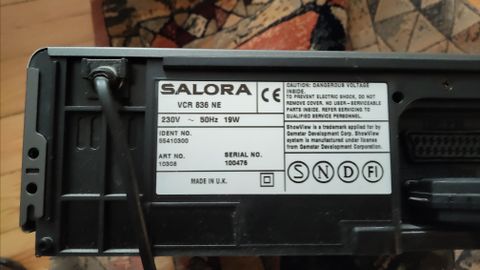 SALORA
VCR 836 NE
CE
230V ~ 50Hz 19W
IDENT NO.
55410300
ART NO.
10308
SERIAL NO.
100476
MADE IN U.K.
CAUTION: DANGEROUS VOLTAGE
INSIDE.
TO PREVENT ELECTRIC SHOCK, DO NOT
REMOVE COVER. NO USER-SERVICEABLE
PARTS INSIDE. REFER SERVICING TO
QUALIFIED SERVICE PERSONNEL.
ShowView is a trademark applied for by
Gemstar Development Corp. ShowView
system is manufactured under license
from Gemstar Development Corporation.
S N D FI